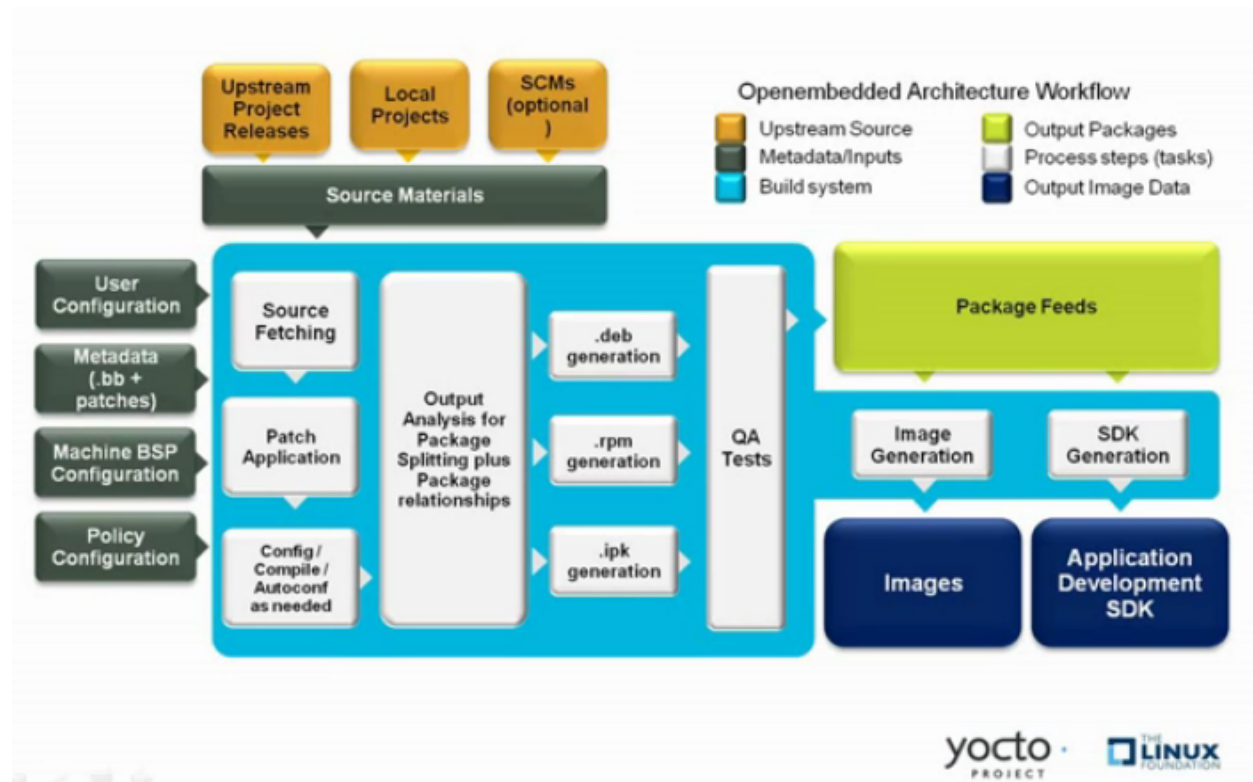 Upstream
Project
Releases
Local
Projects
SCMs
(optional
)
Openembedded Architecture Workflow
Upstream Source
Output Packages
Metadata/Inputs
Process steps (tasks)
Build system
Output Image Data
Source Materials
User
Configuration
Metadata
(.bb +
patches)
Machine BSP
Configuration
Policy
Configuration
Source
Fetching
Patch
Application
Config /
Compile /
Autoconf
as needed
Output
Analysis for
Package
Splitting plus
Package
relationships
.deb
generation
.rpm
generation
.ipk
generation
QA
Tests
Package Feeds
Image
Generation
SDK
Generation
Images
Application
Development
SDK
yocto
PROJECT
THE
LINUX
FOUNDATION